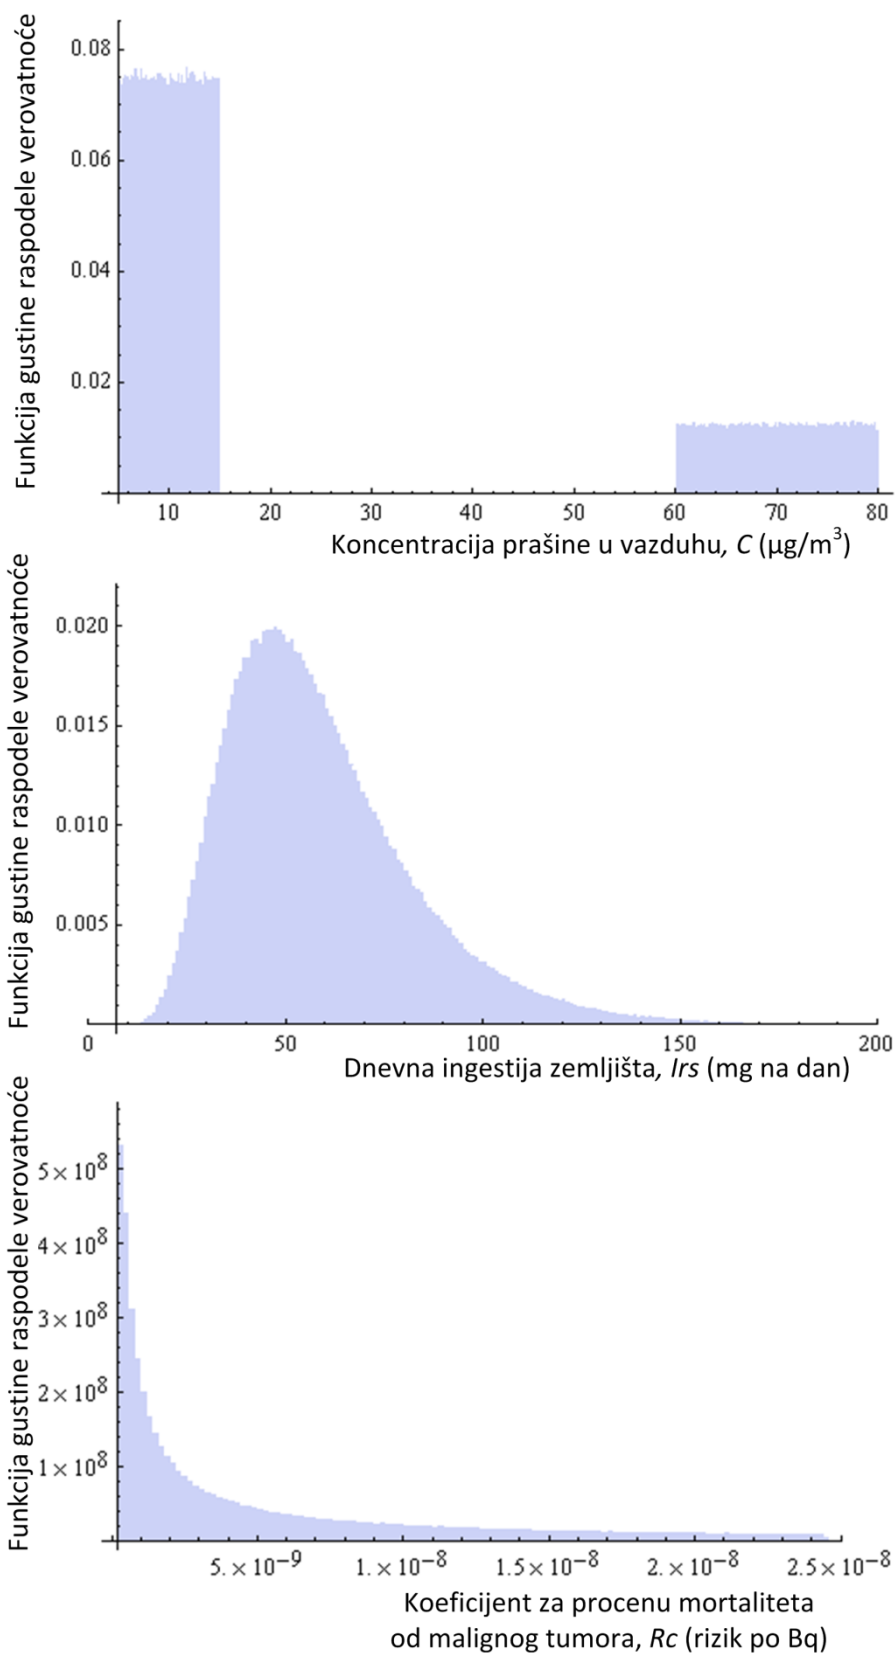 Funkcija gustine raspodele verovatnoće
0.08
0.06
0.04
0.02
10 20 30 40 50 60 70 80
Koncentracija prašine u vazduhu, C (µg/m³)
Funkcija gustine raspodele verovatnoće
0.020
0.015
0.010
0.005
0 50 100 150 200
Dnevna ingestija zemljišta, Irs (mg na dan)
Funkcija gustine raspodele verovatnoće
5×10⁸
4×10⁸
3×10⁸
2×10⁸
1×10⁸
5.×10⁻⁹ 1.×10⁻⁸ 1.5×10⁻⁸ 2.×10⁻⁸ 2.5×10⁻⁸
Koeficijent za procenu mortaliteta
od malignog tumora, Rc (rizik po Bq)